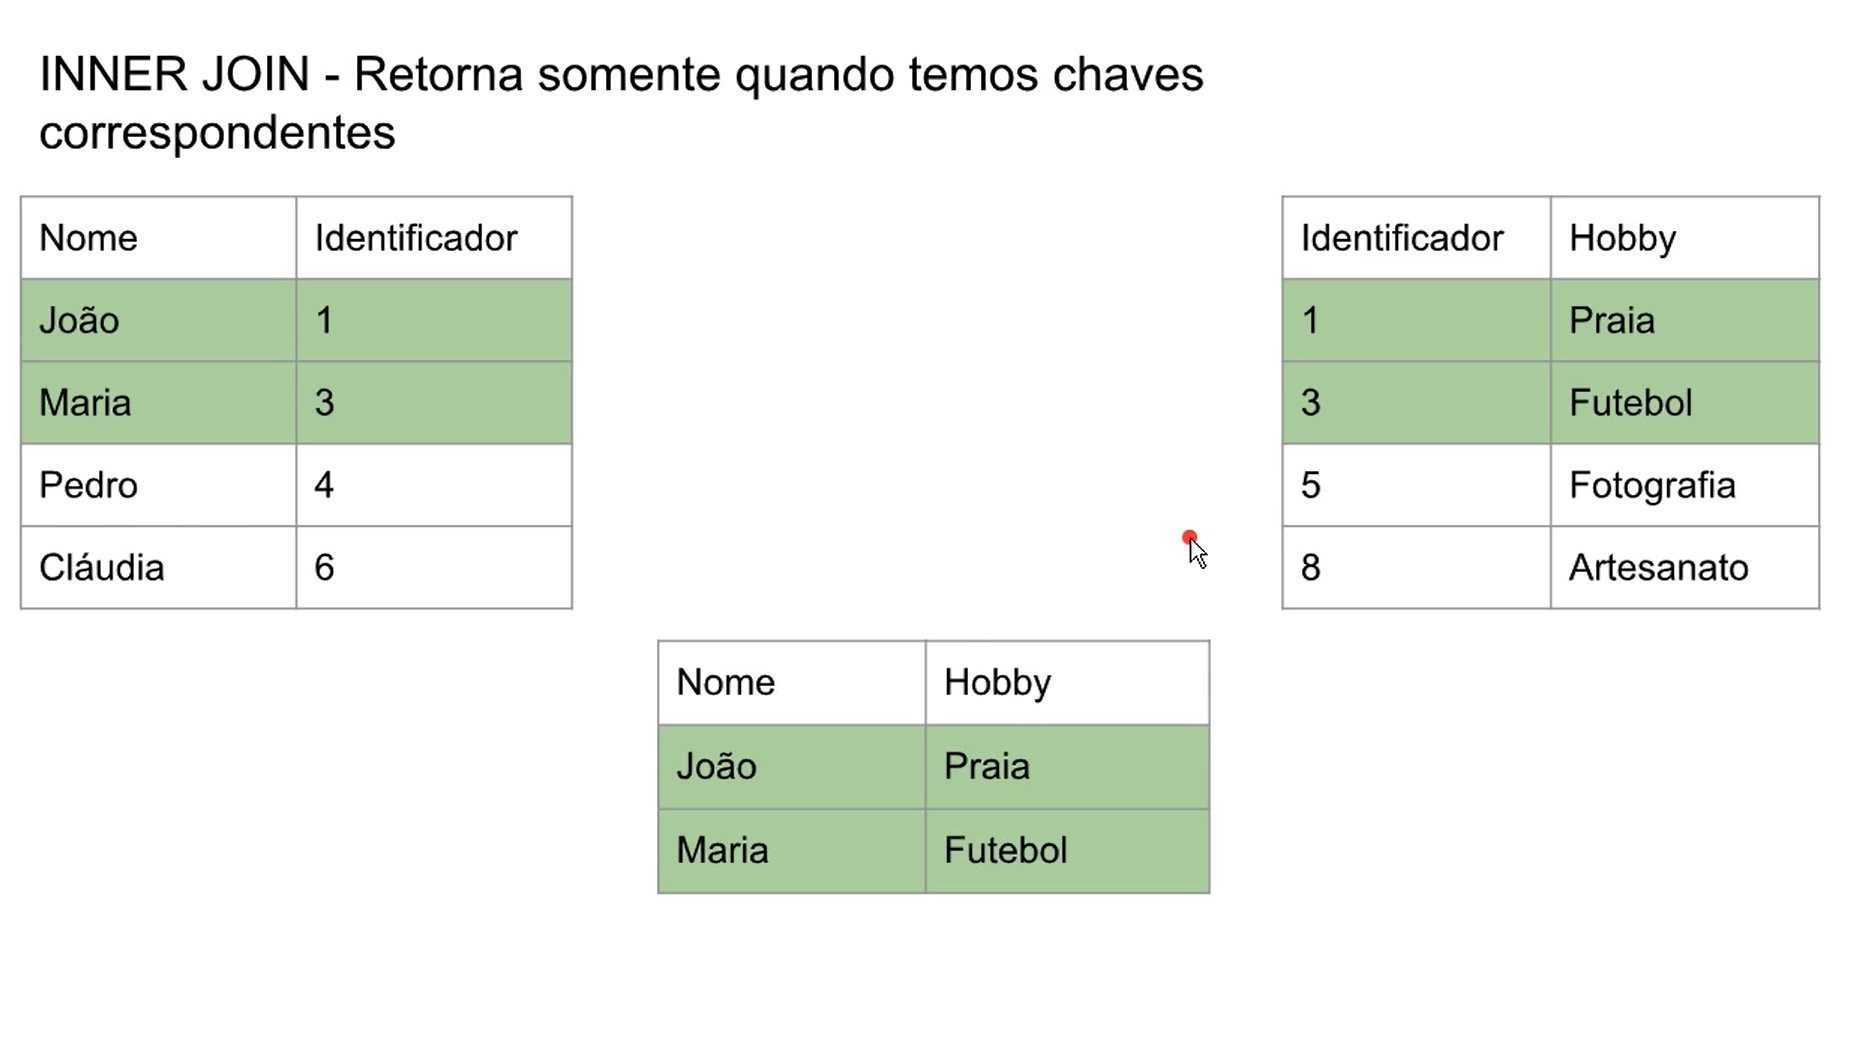 INNER JOIN - Retorna somente quando temos chaves
correspondentes
Nome Identificador
João 1
Maria 3
Pedro 4
Cláudia 6
Identificador Hobby
1 Praia
3 Futebol
5 Fotografia
8 Artesanato
Nome Hobby
João Praia
Maria Futebol